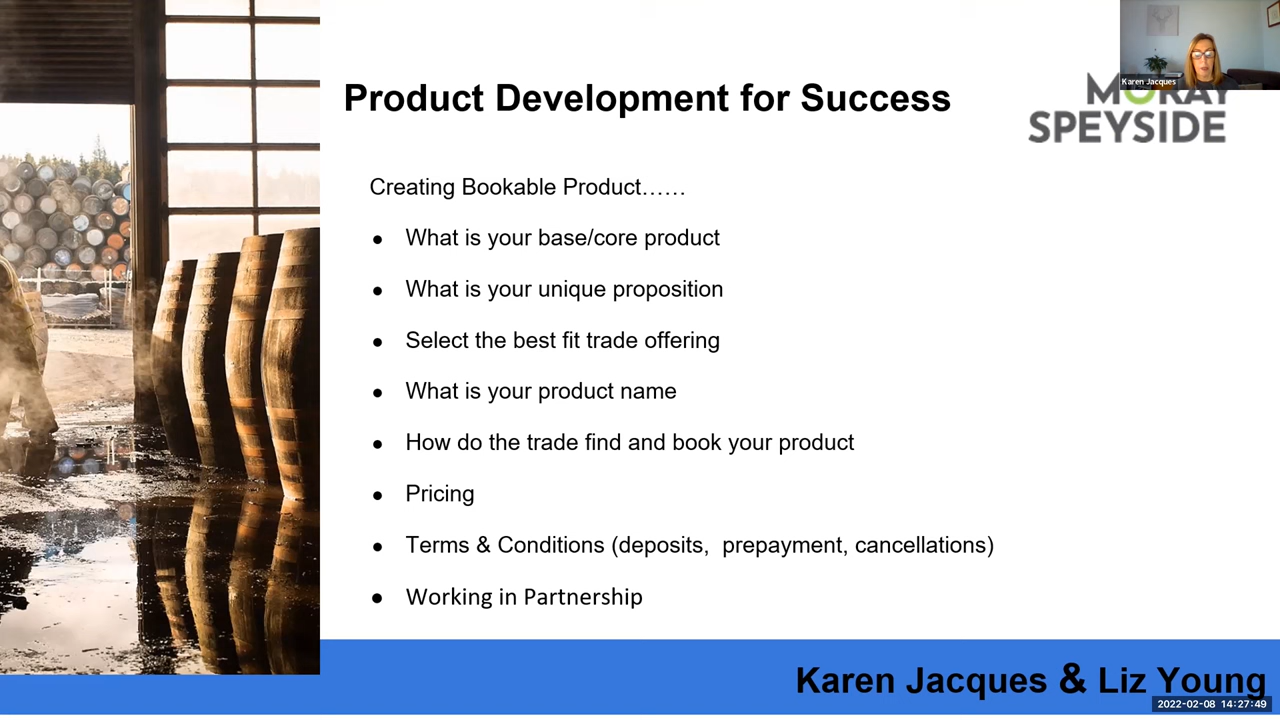 Karen Jacques
MORAY
SPEYSIDE
Product Development for Success
Creating Bookable Product……
● What is your base/core product
● What is your unique proposition
● Select the best fit trade offering
● What is your product name
● How do the trade find and book your product
● Pricing
● Terms & Conditions (deposits,  prepayment, cancellations)
● Working in Partnership
Karen Jacques & Liz Young
2022-02-08 14:27:49